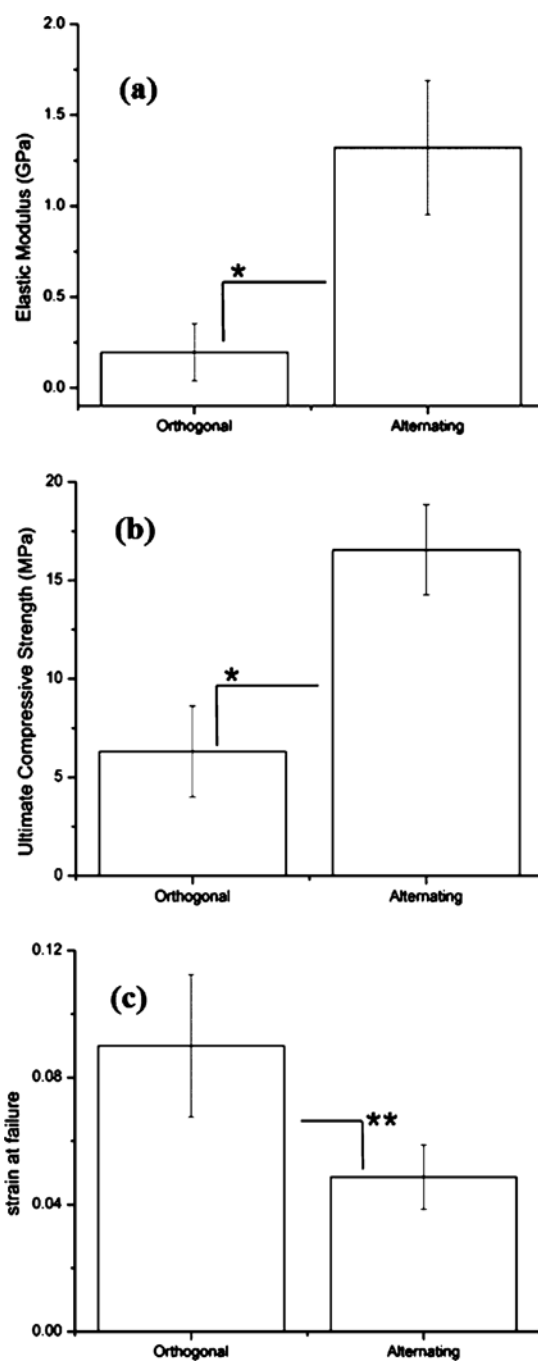 2.0
(a)
1.5
1.0
*
0.5
0.0
Elastic Modulus (GPa)
Orthogonal Alternating
20
(b)
15
10
*
5
0
Ultimate Compressive Strength (MPa)
Orthogonal Alternating
0.12
(c)
0.08
**
0.04
0.00
strain at failure
Orthogonal Alternating